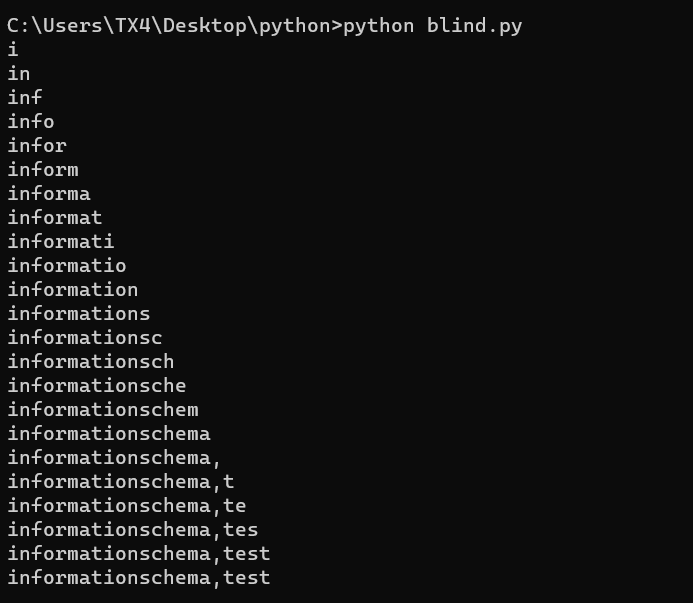 C:\Users\TX4\Desktop\python>python blind.py
i
in
inf
info
infor
inform
informa
informat
informati
informatio
information
informations
informationsc
informationsch
informationsche
informationschem
informationschema
informationschema,
informationschema,t
informationschema,te
informationschema,tes
informationschema,test
informationschema,test